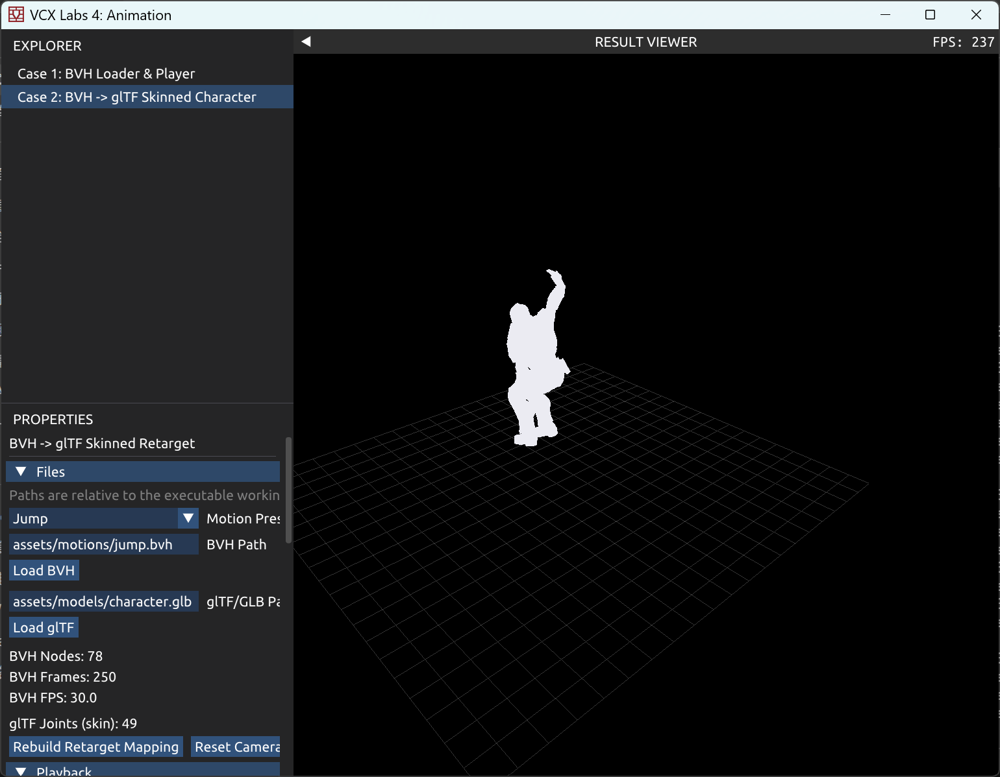 VCX Labs 4: Animation
EXPLORER
Case 1: BVH Loader & Player
Case 2: BVH -> glTF Skinned Character
RESULT VIEWER
FPS: 237
PROPERTIES
BVH -> glTF Skinned Retarget
Files
Paths are relative to the executable workin
Jump
Motion Pres
assets/motions/jump.bvh
BVH Path
Load BVH
assets/models/character.glb
glTF/GLB Pa
Load glTF
BVH Nodes: 78
BVH Frames: 250
BVH FPS: 30.0
glTF Joints (skin): 49
Rebuild Retarget Mapping
Reset Camera
Playback